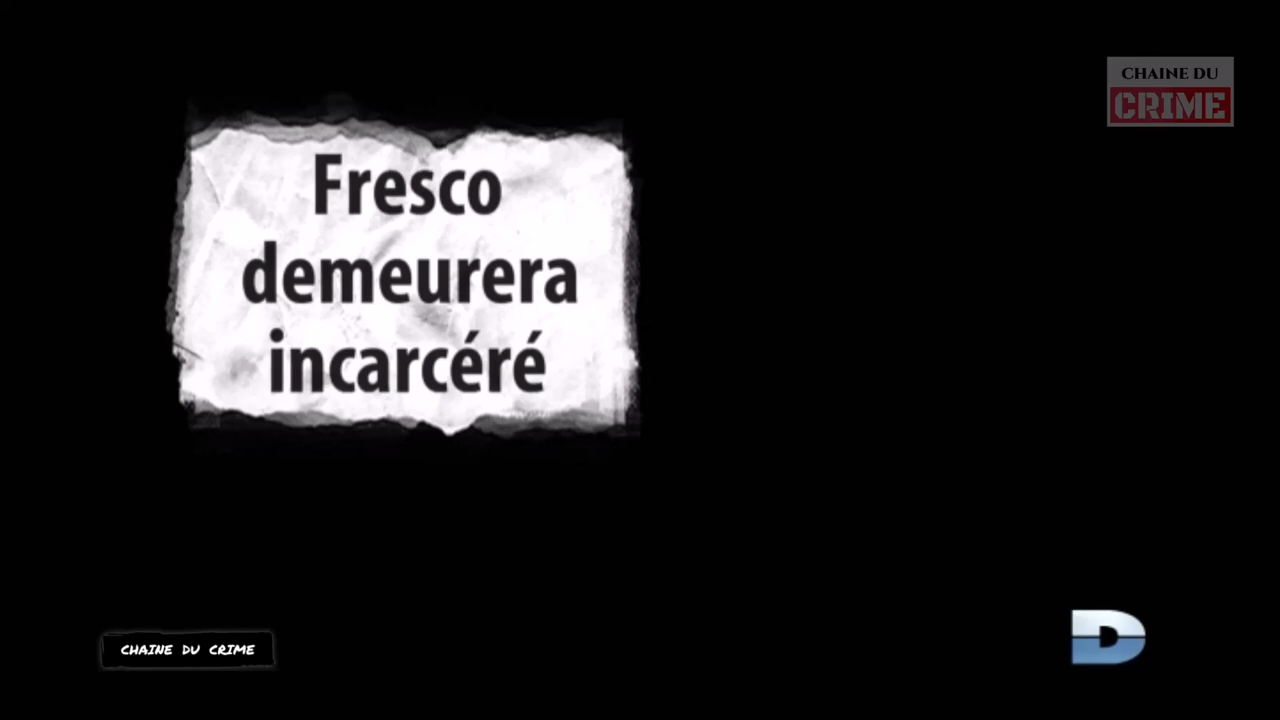 CHAINE DU
CRIME
Fresco
demeurera
incarcéré
CHAINE DU CRIME
D